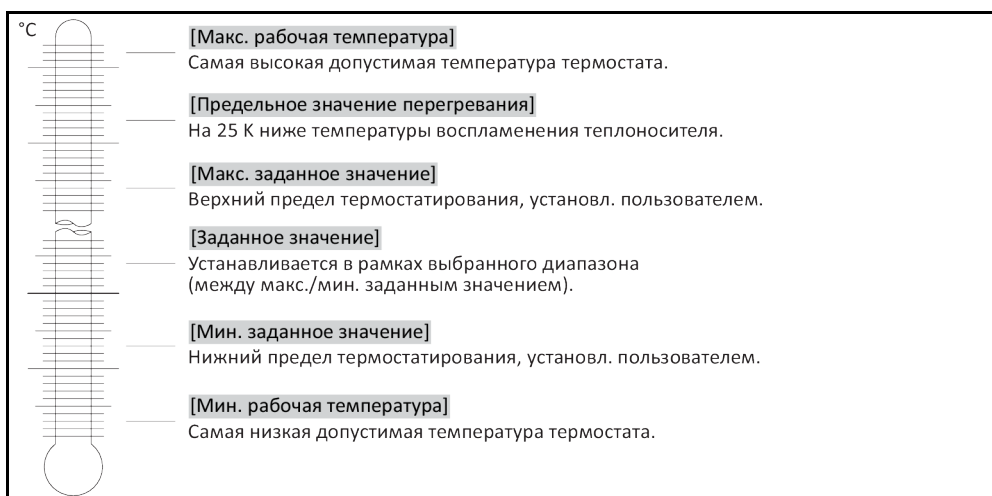 °C
[Макс. рабочая температура]
Самая высокая допустимая температура термостата.
[Предельное значение перегревания]
На 25 K ниже температуры воспламенения теплоносителя.
[Макс. заданное значение]
Верхний предел термостатирования, установл. пользователем.
[Заданное значение]
Устанавливается в рамках выбранного диапазона
(между макс./мин. заданным значением).
[Мин. заданное значение]
Нижний предел термостатирования, установл. пользователем.
[Мин. рабочая температура]
Самая низкая допустимая температура термостата.